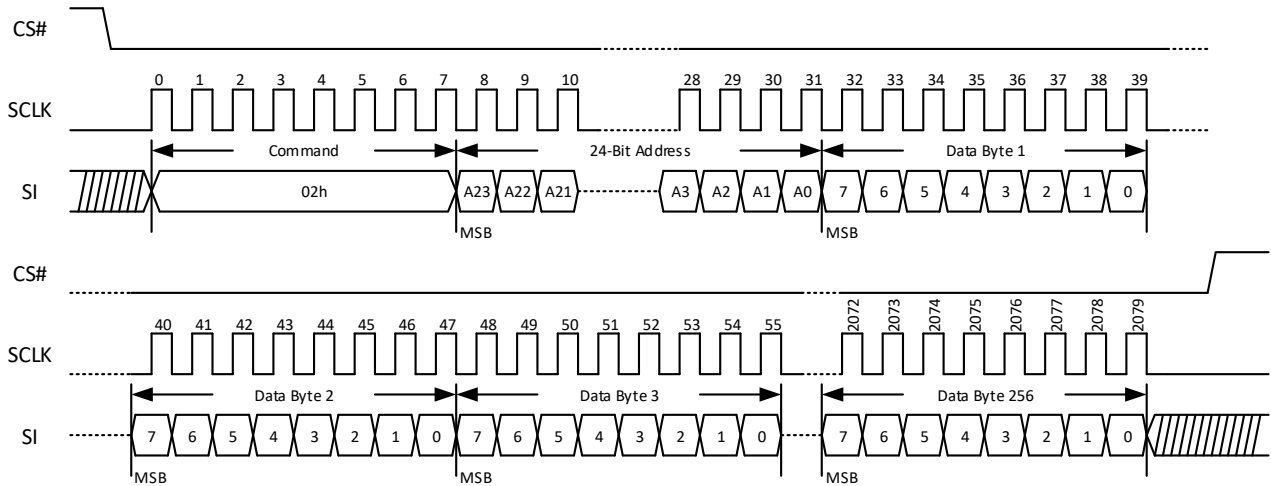 CS#
0 1 2 3 4 5 6 7 8 9 10 28 29 30 31 32 33 34 35 36 37 38 39
SCLK
Command 24-Bit Address Data Byte 1
SI 02h A23 A22 A21 A3 A2 A1 A0 7 6 5 4 3 2 1 0
MSB MSB
CS#
40 41 42 43 44 45 46 47 48 49 50 51 52 53 54 55 2072 2073 2074 2075 2076 2077 2078 2079
SCLK
Data Byte 2 Data Byte 3 Data Byte 256
SI 7 6 5 4 3 2 1 0 7 6 5 4 3 2 1 0 7 6 5 4 3 2 1 0
MSB MSB MSB